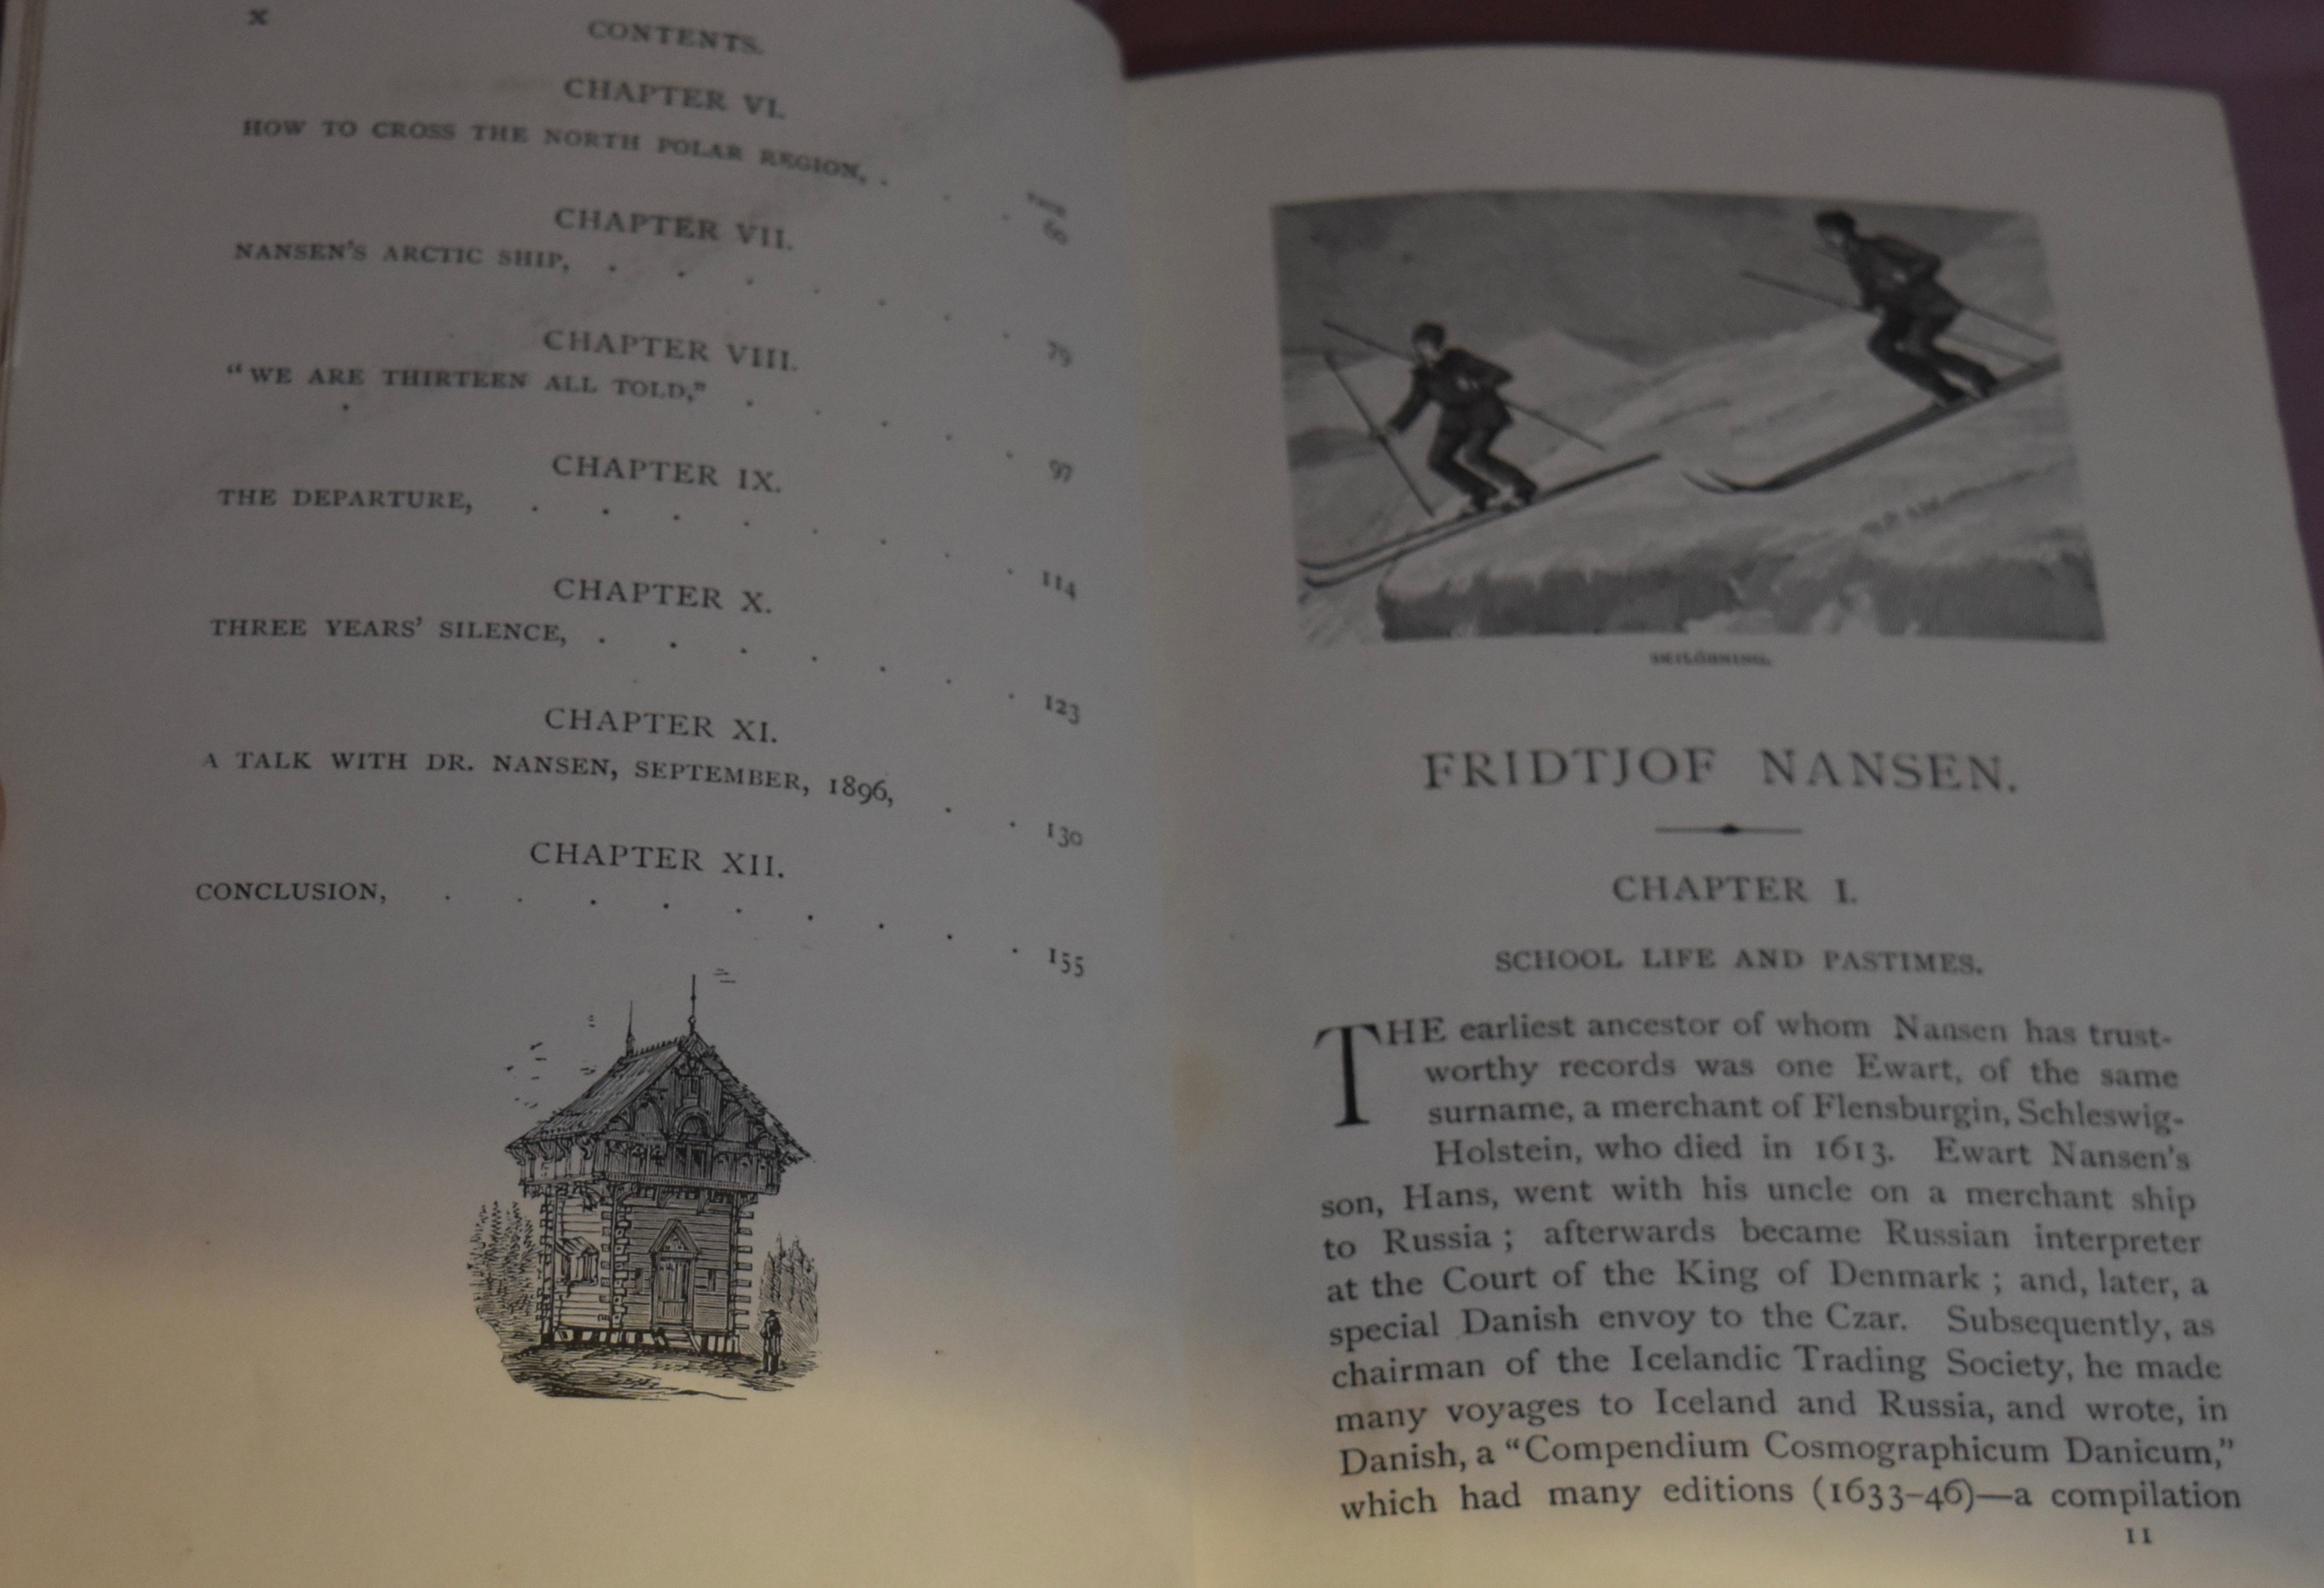 x
CONTENTS.
CHAPTER VI.
PAGE
HOW TO CROSS THE NORTH POLAR REGION, . . . 60
CHAPTER VII.
NANSEN'S ARCTIC SHIP, . . . . . . . 79
CHAPTER VIII.
“WE ARE THIRTEEN ALL TOLD,” . . . . . 97
CHAPTER IX.
THE DEPARTURE, . . . . . . . . 114
CHAPTER X.
THREE YEARS' SILENCE, . . . . . . . 123
CHAPTER XI.
A TALK WITH DR. NANSEN, SEPTEMBER, 1896, . . 130
CHAPTER XII.
CONCLUSION, . . . . . . . . . 155
SKILÖBNING.
FRIDTJOF NANSEN.
CHAPTER I.
SCHOOL LIFE AND PASTIMES.
THE earliest ancestor of whom Nansen has trust-
worthy records was one Ewart, of the same
surname, a merchant of Flensburgin, Schleswig-
Holstein, who died in 1613. Ewart Nansen's
son, Hans, went with his uncle on a merchant ship
to Russia ; afterwards became Russian interpreter
at the Court of the King of Denmark ; and, later, a
special Danish envoy to the Czar. Subsequently, as
chairman of the Icelandic Trading Society, he made
many voyages to Iceland and Russia, and wrote, in
Danish, a “Compendium Cosmographicum Danicum,”
which had many editions (1633–46)—a compilation
11